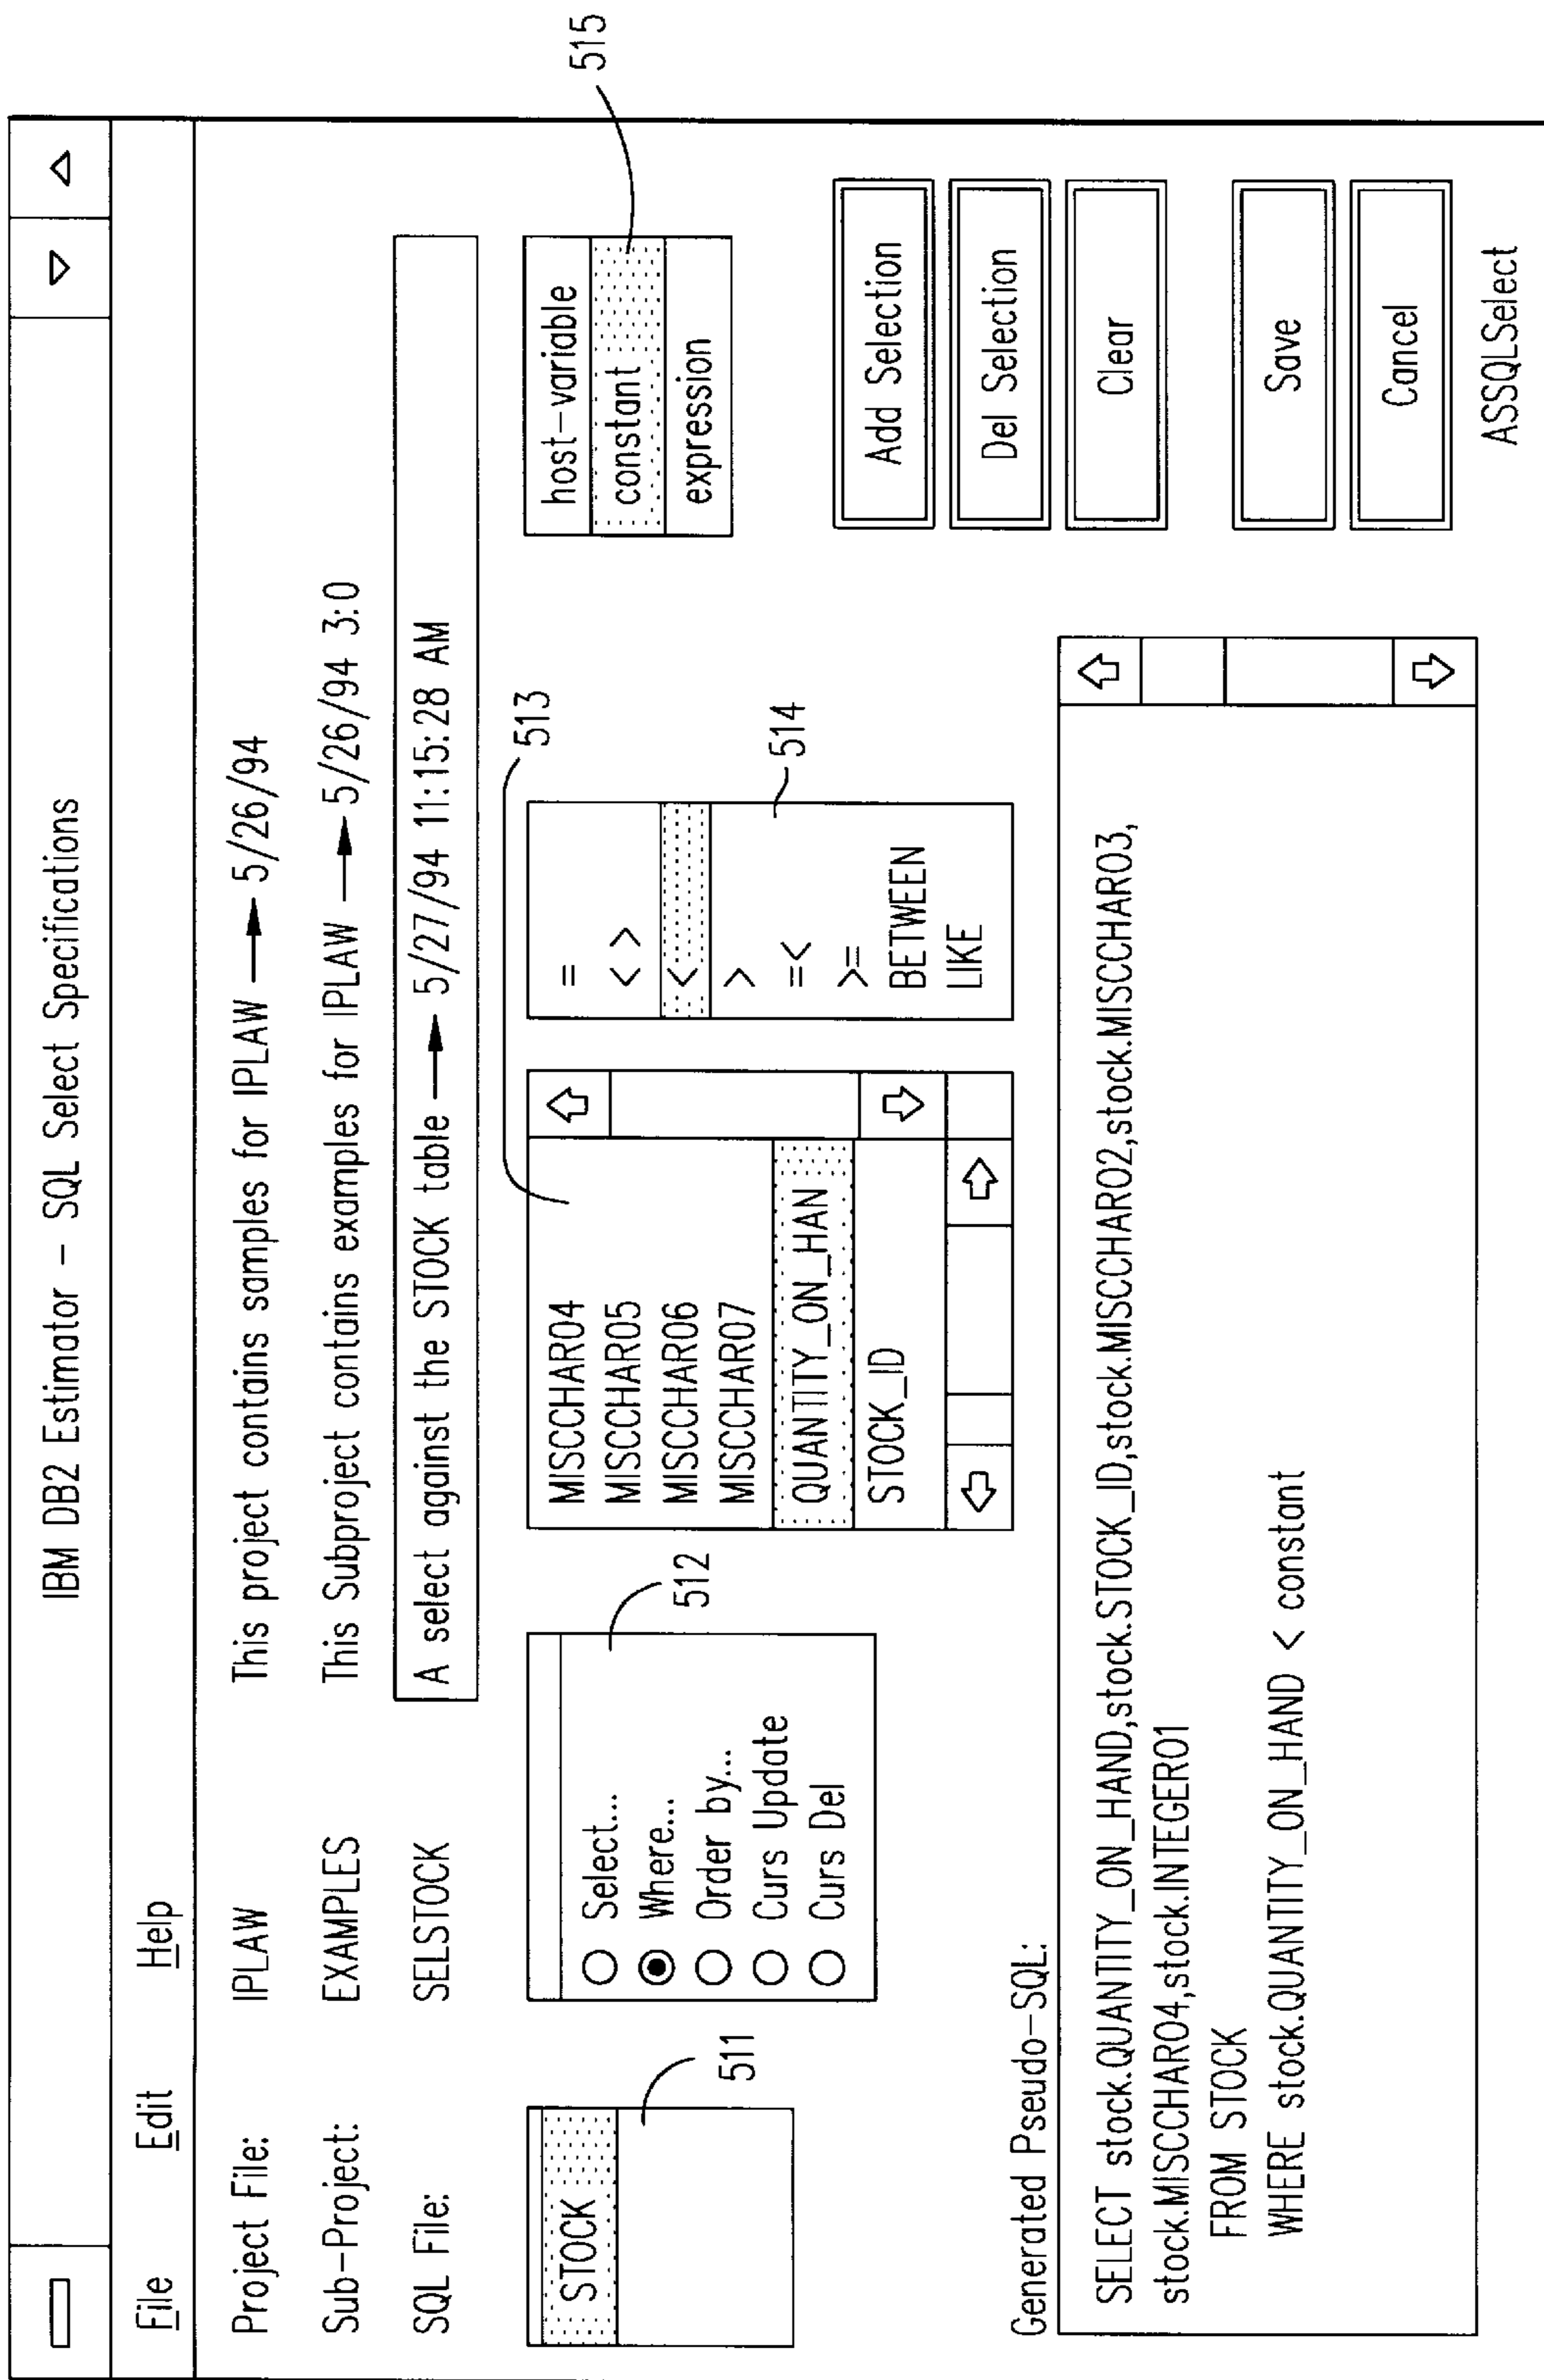 IBM DB2 Estimator – SQL Select Specifications
File Edit Help
Project File: IPLAW This project contains samples for IPLAW → 5/26/94
Sub-Project: EXAMPLES This Subproject contains examples for IPLAW → 5/26/94 3:0
SQL File: SELSTOCK A select against the STOCK table → 5/27/94 11:15:28 AM
511
STOCK
512
Select...
Where...
Order by...
Curs Update
Curs Del
513
MISCCHAR04
MISCCHAR05
MISCCHAR06
MISCCHAR07
QUANTITY_ON_HAN
STOCK_ID
514
=
<>
<
>
=<
>=
BETWEEN
LIKE
515
host-variable
constant
expression
Add Selection
Del Selection
Clear
Save
Cancel
ASSQLSelect
Generated Pseudo-SQL:
SELECT stock.QUANTITY_ON_HAND,stock.STOCK_ID,stock.MISCCHAR02,stock.MISCCHAR03,
stock.MISCCHAR04,stock.INTEGER01
FROM STOCK
WHERE stock.QUANTITY_ON_HAND < constant